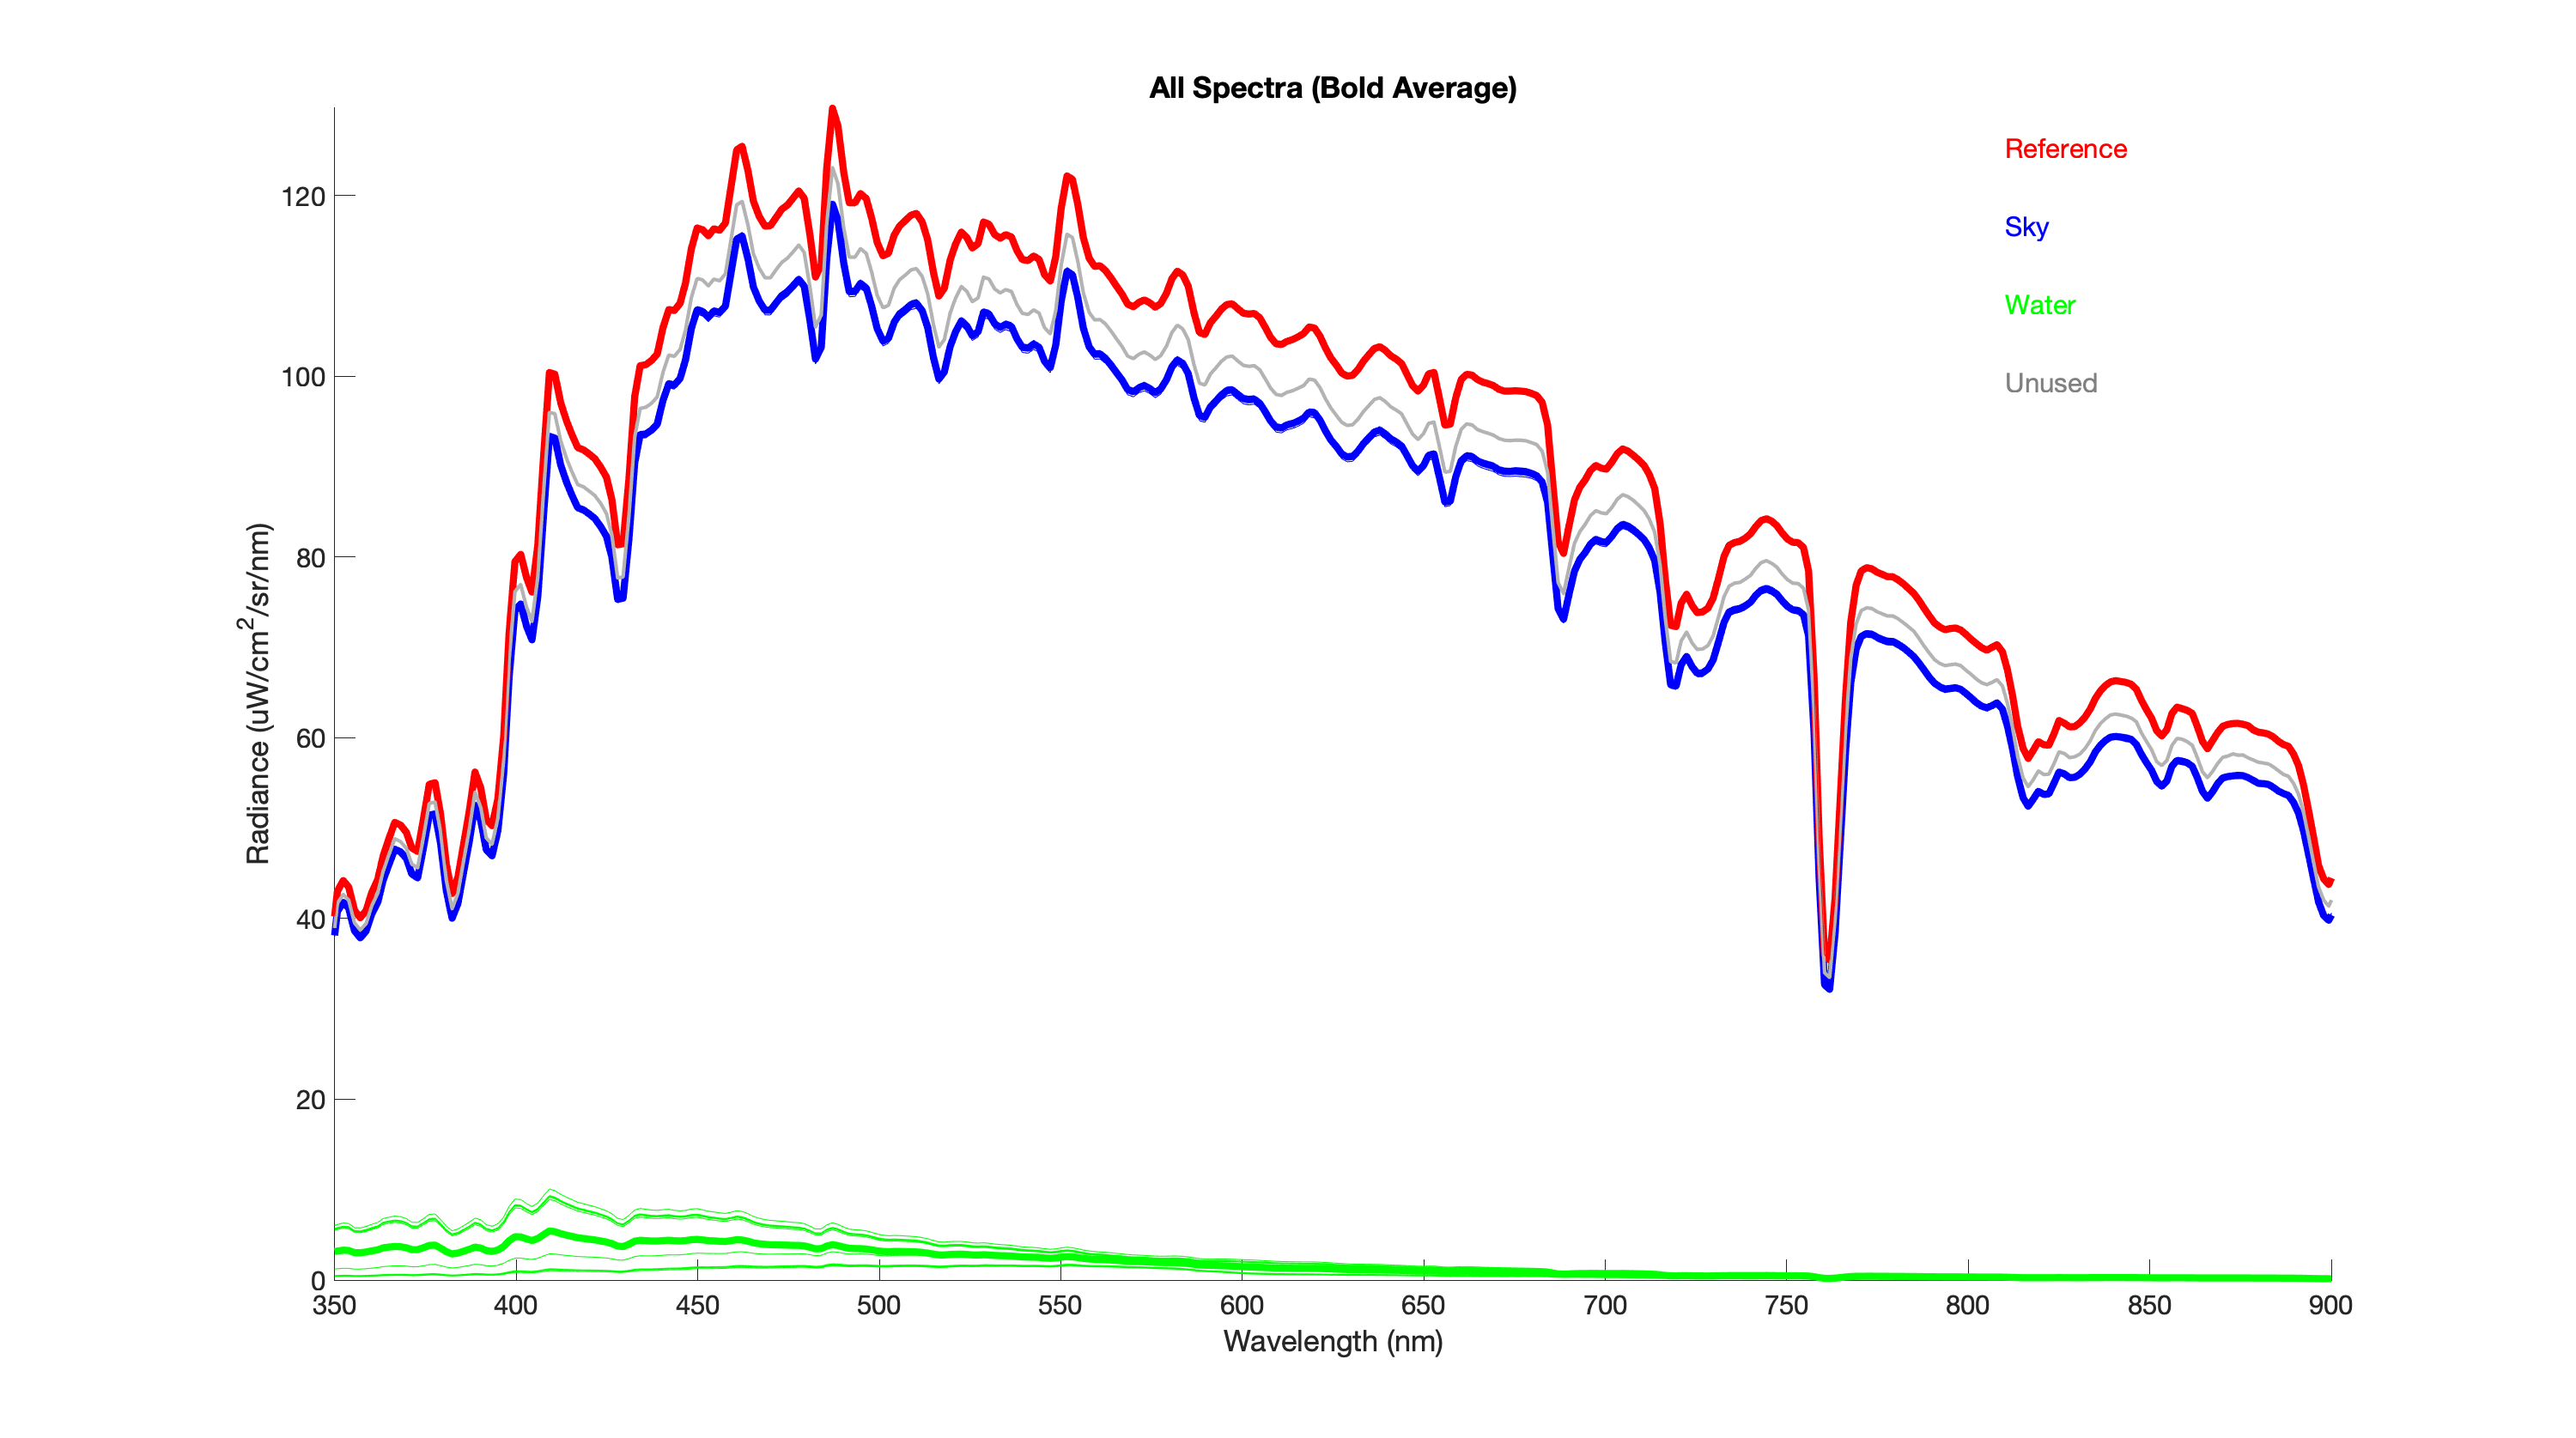 All Spectra (Bold Average)
Reference
Sky
Water
Unused
Radiance (uW/cm²/sr/nm)
120
100
80
60
40
20
0
350 400 450 500 550 600 650 700 750 800 850 900
Wavelength (nm)